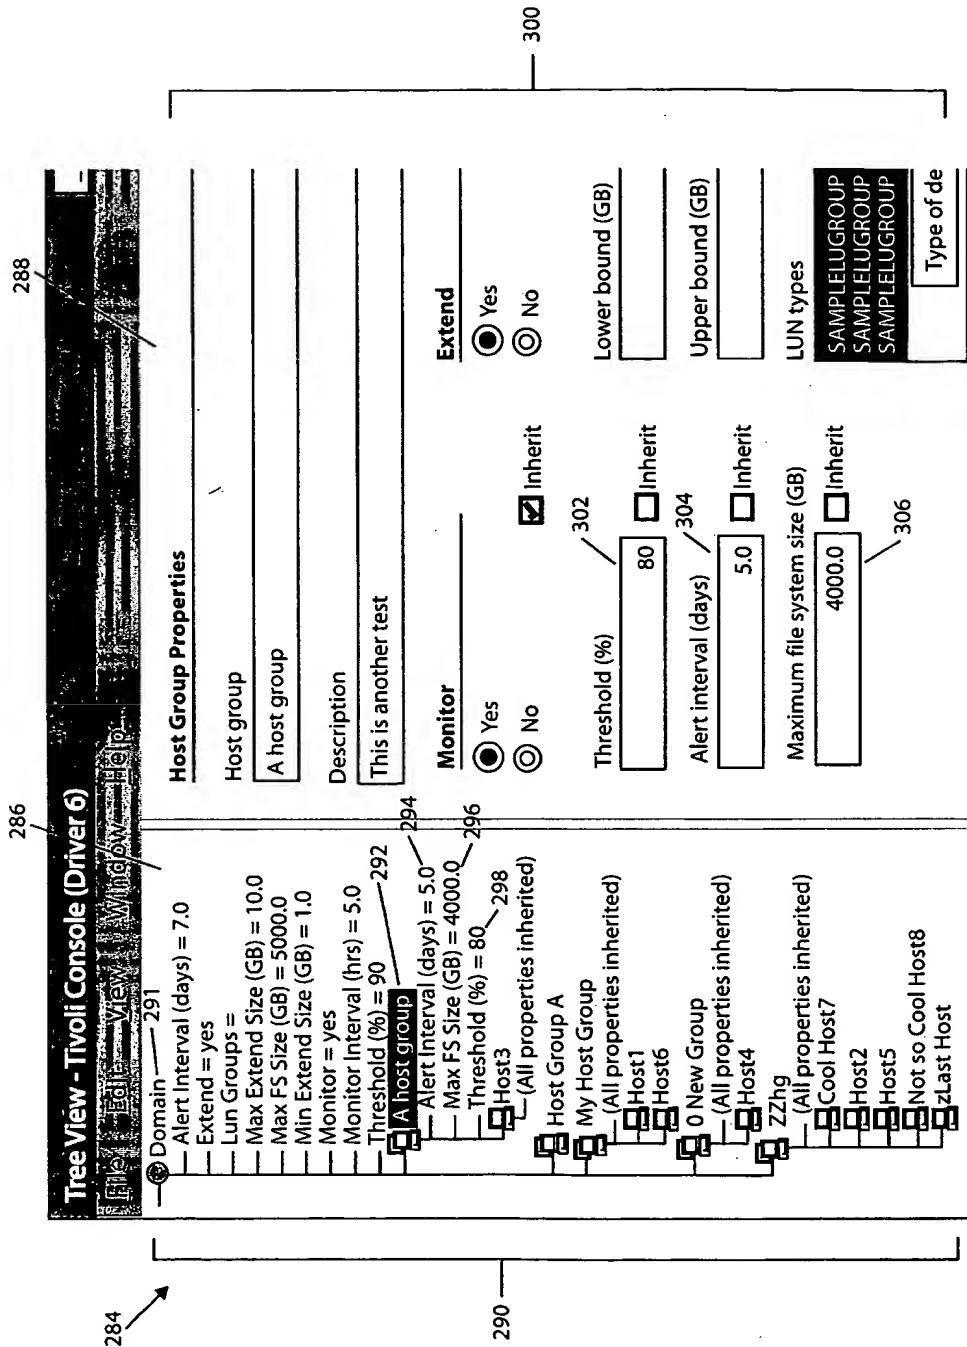 284
286
288
Tree View - Tivoli Console (Driver 6)
File Edit View Window Help
290
Domain 291
Alert Interval (days) = 7.0
Extend = yes
Lun Groups =
Max Extend Size (GB) = 10.0
Max FS Size (GB) = 5000.0
Min Extend Size (GB) = 1.0
Monitor = yes
Monitor Interval (hrs) = 5.0
Threshold (%) = 90
292
A host group
294
Alert Interval (days) = 5.0
Max FS Size (GB) = 4000.0 296
Threshold (%) = 80 298
Host3
(All properties inherited)
Host Group A
My Host Group
(All properties inherited)
Host1
Host6
0 New Group
(All properties inherited)
Host4
ZZhg
(All properties inherited)
Cool Host7
Host2
Host5
Not so Cool Host8
zLast Host
300
Host Group Properties
Host group
A host group
Description
This is another test
Monitor
Yes
No
Inherit
Extend
Yes
No
302
Threshold (%)
80 Inherit
304
Alert interval (days)
5.0 Inherit
Maximum file system size (GB)
4000.0 Inherit
306
Lower bound (GB)
Upper bound (GB)
LUN types
SAMPLELUGROUP
SAMPLELUGROUP
SAMPLELUGROUP
Type of de